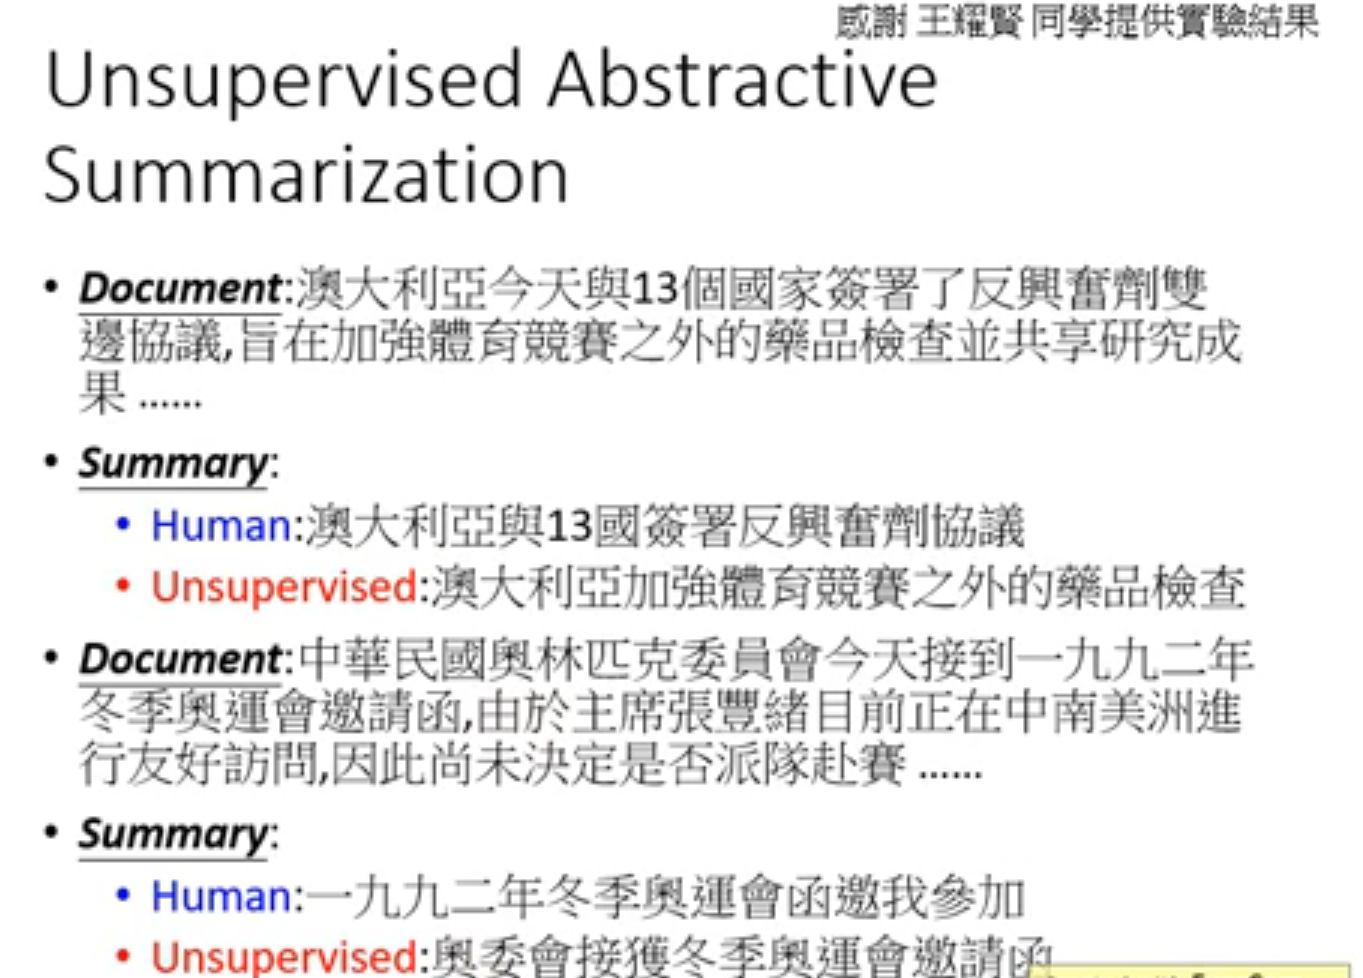 感謝 王耀賢 同學提供實驗結果
Unsupervised Abstractive
Summarization
• Document:澳大利亞今天與13個國家簽署了反興奮劑雙
邊協議,旨在加強體育競賽之外的藥品檢查並共享研究成
果 ......
• Summary:
• Human:澳大利亞與13國簽署反興奮劑協議
• Unsupervised:澳大利亞加強體育競賽之外的藥品檢查
• Document:中華民國奧林匹克委員會今天接到一九九二年
冬季奧運會邀請函,由於主席張豐緒目前正在中南美洲進
行友好訪問,因此尚未決定是否派隊赴賽 ......
• Summary:
• Human:一九九二年冬季奧運會函邀我參加
• Unsupervised:奧委會接獲冬季奧運會邀請函